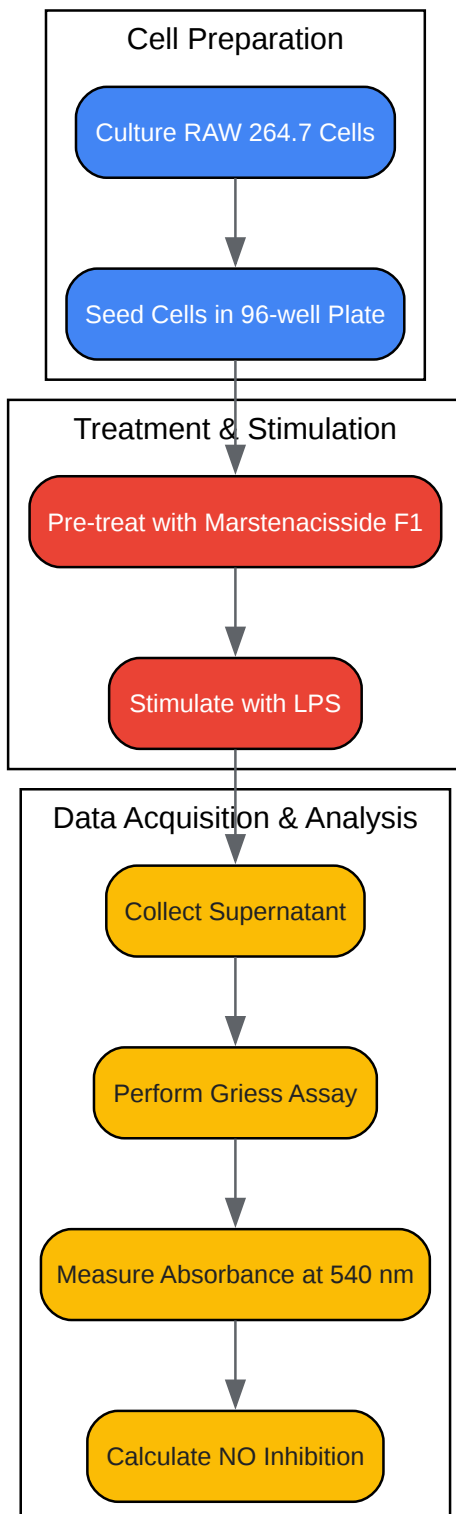 Cell Preparation
Culture RAW 264.7 Cells
Seed Cells in 96-well Plate
Treatment & Stimulation
Pre-treat with Marstenacisside F1
Stimulate with LPS
Data Acquisition & Analysis
Collect Supernatant
Perform Griess Assay
Measure Absorbance at 540 nm
Calculate NO Inhibition